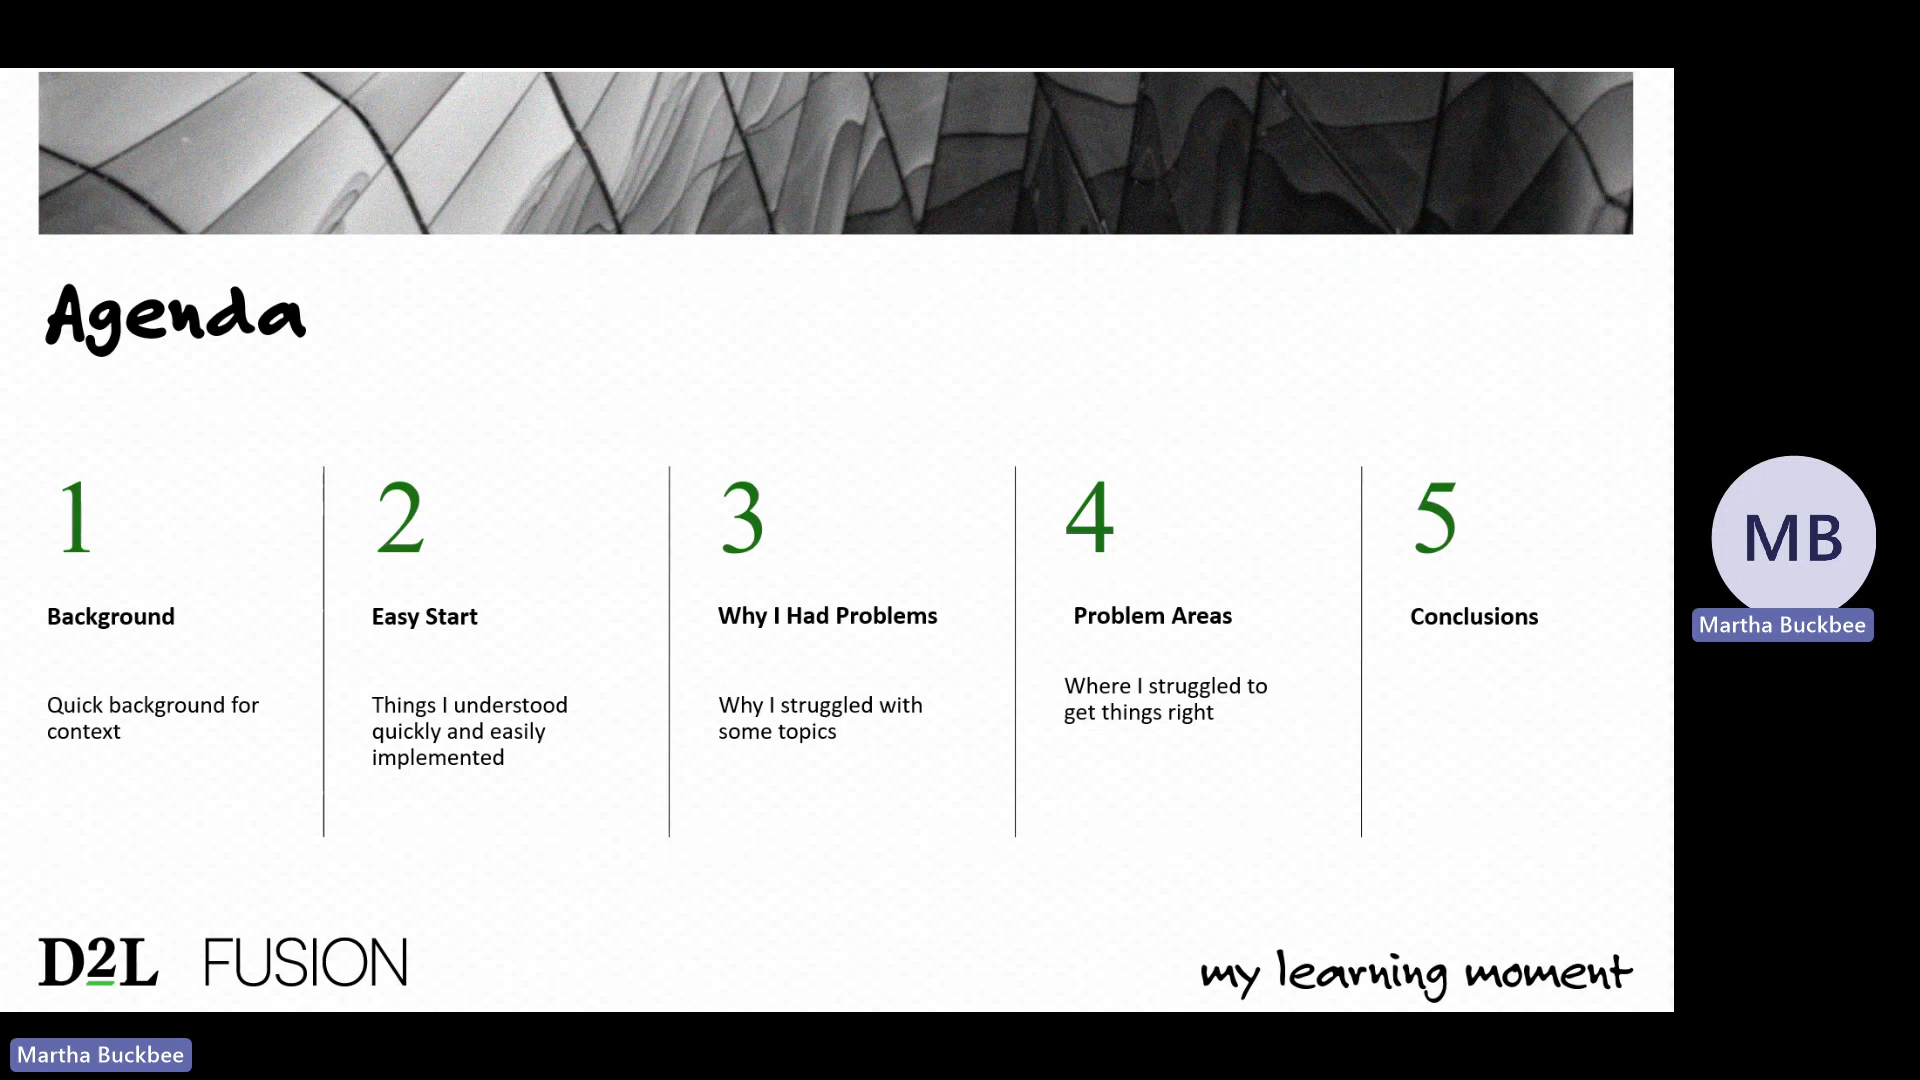 Agenda
1
Background
Quick background for
context
2
Easy Start
Things I understood
quickly and easily
implemented
3
Why I Had Problems
Why I struggled with
some topics
4
Problem Areas
Where I struggled to
get things right
5
Conclusions
D2L FUSION
my learning moment
MB
Martha Buckbee
Martha Buckbee